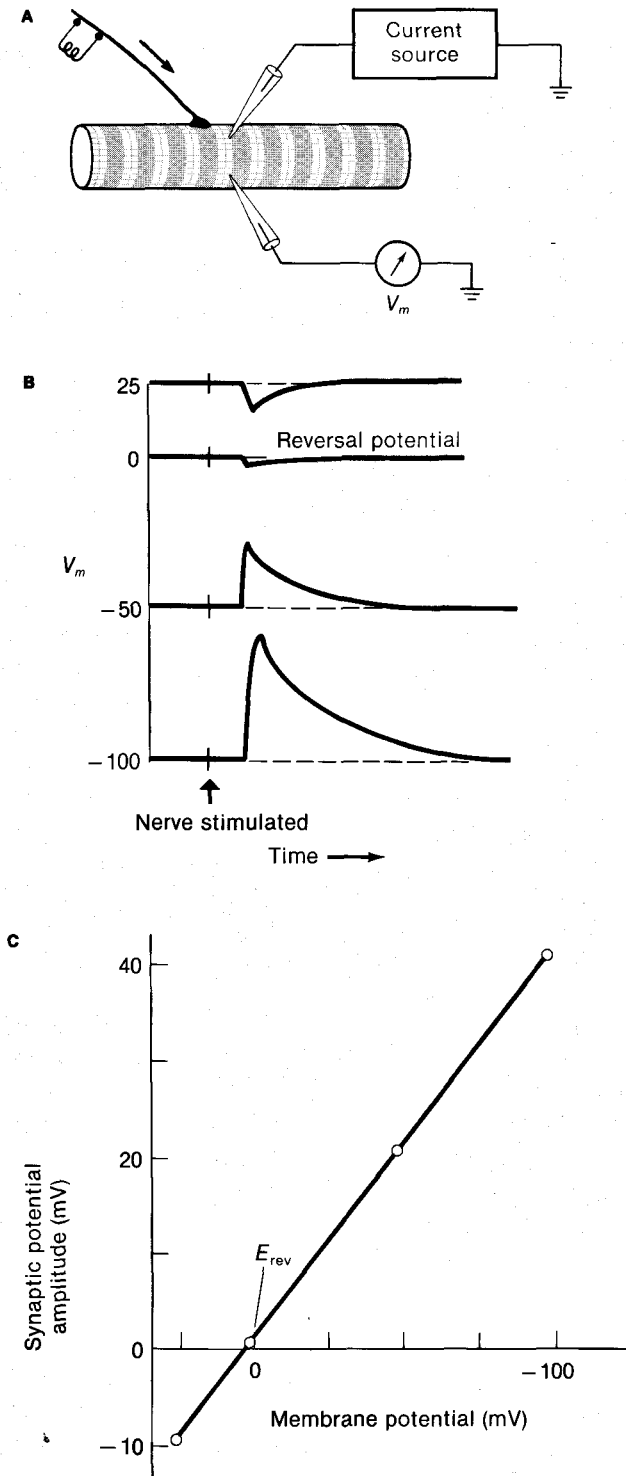 A
Current
source
V_m
B
25
Reversal potential
0
V_m
−50
−100
Nerve stimulated
Time
C
40
20
Synaptic potential
amplitude (mV)
E_rev
0
0
−100
Membrane potential (mV)
−10